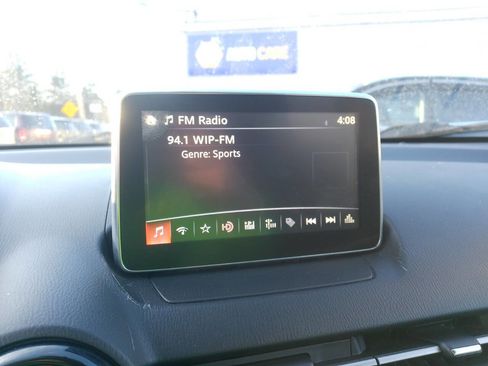 AUTO CARE
FM Radio
4:08
94.1 WIP-FM
Genre: Sports